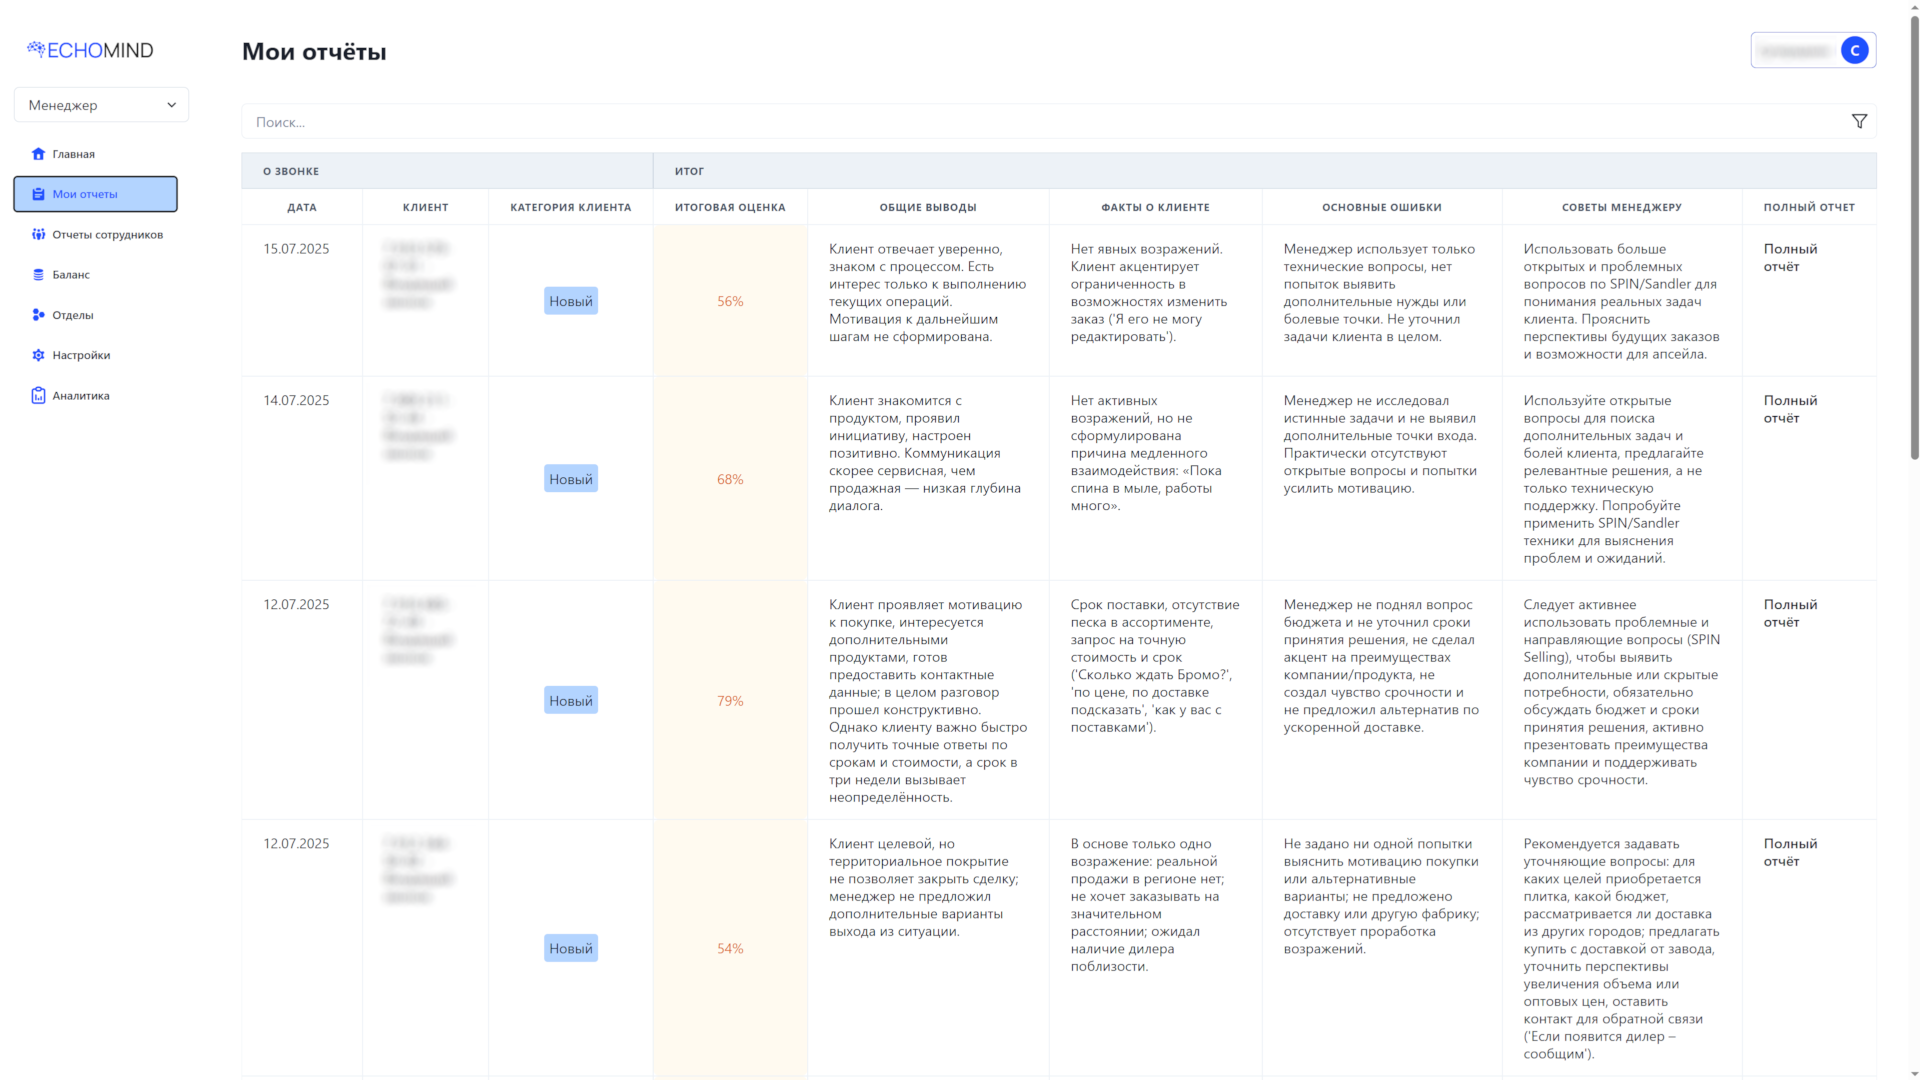 ECHOMIND
Мои отчёты
C
Менеджер
Поиск...
Главная
Мои отчеты
Отчеты сотрудников
Баланс
Отделы
Настройки
Аналитика
О ЗВОНКЕ
ИТОГ
ДАТА
КЛИЕНТ
КАТЕГОРИЯ КЛИЕНТА
ИТОГОВАЯ ОЦЕНКА
ОБЩИЕ ВЫВОДЫ
ФАКТЫ О КЛИЕНТЕ
ОСНОВНЫЕ ОШИБКИ
СОВЕТЫ МЕНЕДЖЕРУ
ПОЛНЫЙ ОТЧЕТ
15.07.2025
Новый
56%
Клиент отвечает уверенно,
знаком с процессом. Есть
интерес только к выполнению
текущих операций.
Мотивация к дальнейшим
шагам не сформирована.
Нет явных возражений.
Клиент акцентирует
ограниченность в
возможностях изменить
заказ ('Я его не могу
редактировать').
Менеджер использует только
технические вопросы, нет
попыток выявить
дополнительные нужды или
болевые точки. Не уточнил
задачи клиента в целом.
Использовать больше
открытых и проблемных
вопросов по SPIN/Sandler для
понимания реальных задач
клиента. Прояснить
перспективы будущих заказов
и возможности для апсейла.
Полный
отчёт
14.07.2025
Новый
68%
Клиент знакомится с
продуктом, проявил
инициативу, настроен
позитивно. Коммуникация
скорее сервисная, чем
продажная — низкая глубина
диалога.
Нет активных
возражений, но не
сформулирована
причина медленного
взаимодействия: «Пока
спина в мыле, работы
много».
Менеджер не исследовал
истинные задачи и не выявил
дополнительные точки входа.
Практически отсутствуют
открытые вопросы и попытки
усилить мотивацию.
Используйте открытые
вопросы для поиска
дополнительных задач и
болей клиента, предлагайте
релевантные решения, а не
только техническую
поддержку. Попробуйте
применить SPIN/Sandler
техники для выяснения
проблем и ожиданий.
Полный
отчёт
12.07.2025
Новый
79%
Клиент проявляет мотивацию
к покупке, интересуется
дополнительными
продуктами, готов
предоставить контактные
данные; в целом разговор
прошел конструктивно.
Однако клиенту важно быстро
получить точные ответы по
срокам и стоимости, а срок в
три недели вызывает
неопределённость.
Срок поставки, отсутствие
песка в ассортименте,
запрос на точную
стоимость и срок
('Сколько ждать Бромо?',
'по цене, по доставке
подсказать', 'как у вас с
поставками').
Менеджер не поднял вопрос
бюджета и не уточнил сроки
принятия решения, не сделал
акцент на преимуществах
компании/продукта, не
создал чувство срочности и
не предложил альтернатив по
ускоренной доставке.
Следует активнее
использовать проблемные и
направляющие вопросы (SPIN
Selling), чтобы выявить
дополнительные или скрытые
потребности, обязательно
обсуждать бюджет и сроки
принятия решения, активно
презентовать преимущества
компании и поддерживать
чувство срочности.
Полный
отчёт
12.07.2025
Новый
54%
Клиент целевой, но
территориальное покрытие
не позволяет закрыть сделку;
менеджер не предложил
дополнительные варианты
выхода из ситуации.
В основе только одно
возражение: реальной
продажи в регионе нет;
не хочет заказывать на
значительном
расстоянии; ожидал
наличие дилера
поблизости.
Не задано ни одной попытки
выяснить мотивацию покупки
или альтернативные
варианты; не предложено
доставку или другую фабрику;
отсутствует проработка
возражений.
Рекомендуется задавать
уточняющие вопросы: для
каких целей приобретается
плитка, какой бюджет,
рассматривается ли доставка
из других городов; предлагать
купить с доставкой от завода,
уточнить перспективы
увеличения объема или
оптовых цен, оставить
контакт для обратной связи
('Если появится дилер –
сообщим').
Полный
отчёт